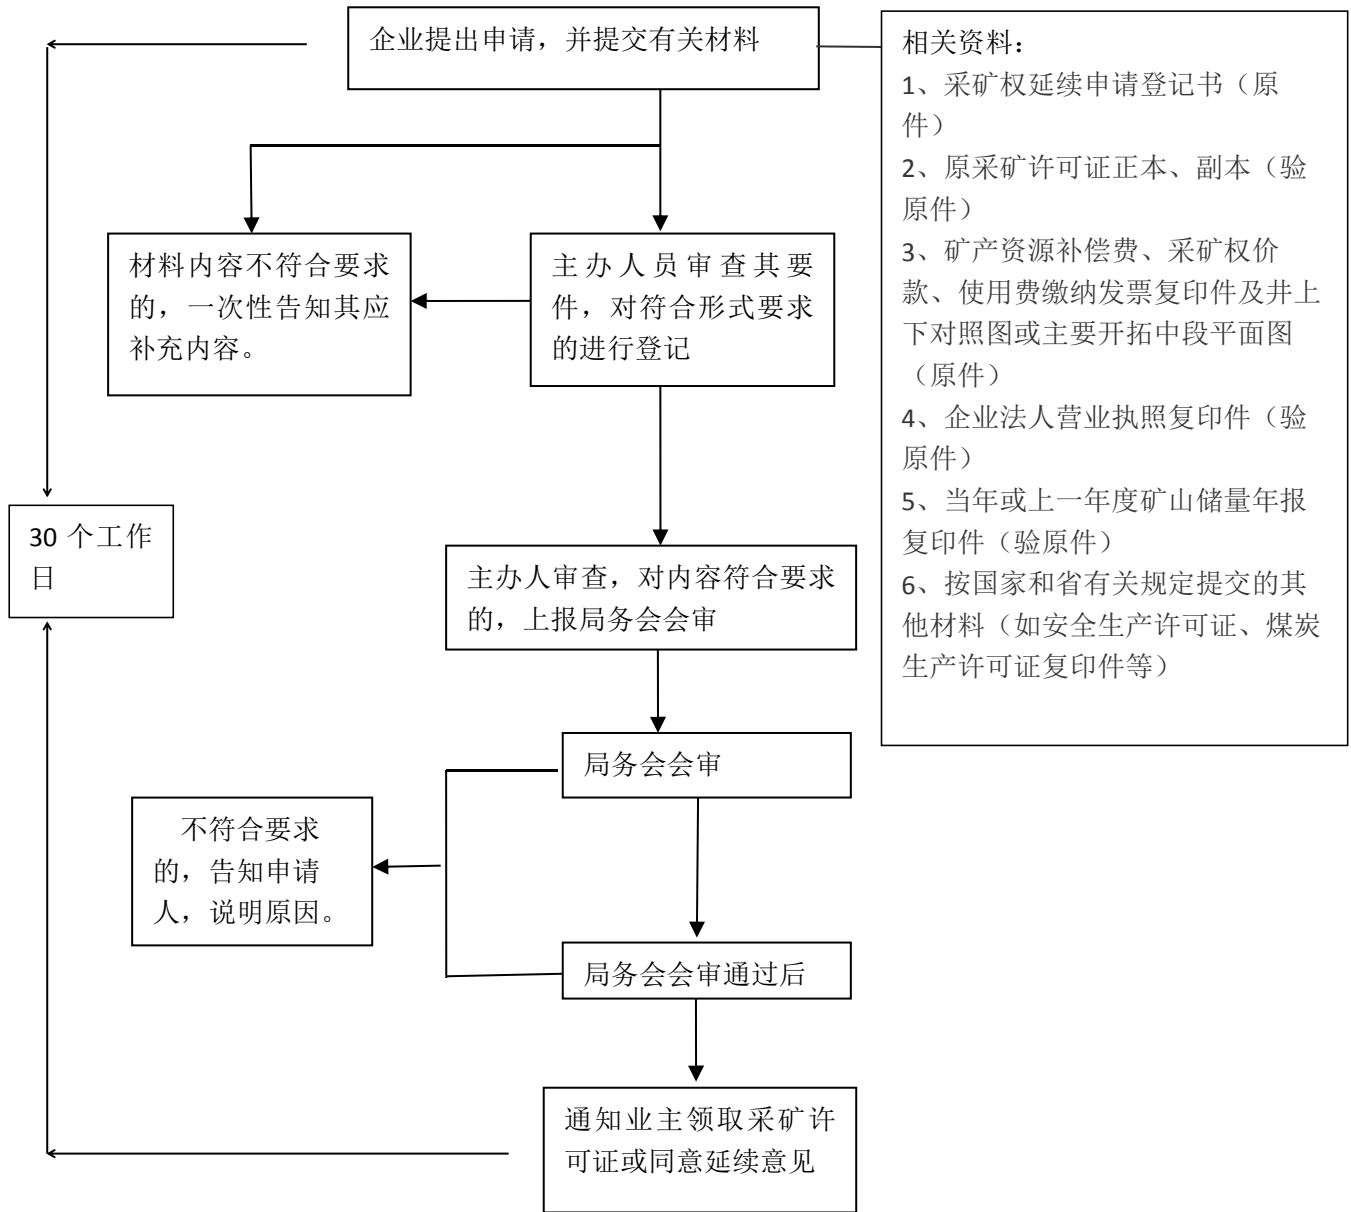 企业提出申请，并提交有关材料
相关资料：
1、采矿权延续申请登记书（原
件）
2、原采矿许可证正本、副本（验
原件）
3、矿产资源补偿费、采矿权价
款、使用费缴纳发票复印件及井上
下对照图或主要开拓中段平面图
（原件）
4、企业法人营业执照复印件（验
原件）
5、当年或上一年度矿山储量年报
复印件（验原件）
6、按国家和省有关规定提交的其
他材料（如安全生产许可证、煤炭
生产许可证复印件等）
材料内容不符合要求
的，一次性告知其应
补充内容。
主办人员审查其要
件，对符合形式要求
的进行登记
30 个工作
日
主办人审查，对内容符合要求
的，上报局务会会审
局务会会审
不符合要求
的，告知申请
人，说明原因。
局务会会审通过后
通知业主领取采矿许
可证或同意延续意见